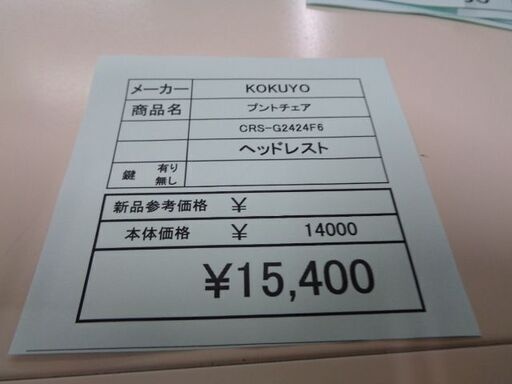 メーカー KOKUYO
商品名 プントチェア
CRS-G2424F6
ヘッドレスト
鍵 有り 無し
新品参考価格 ¥
本体価格 ¥ 14000
¥15,400